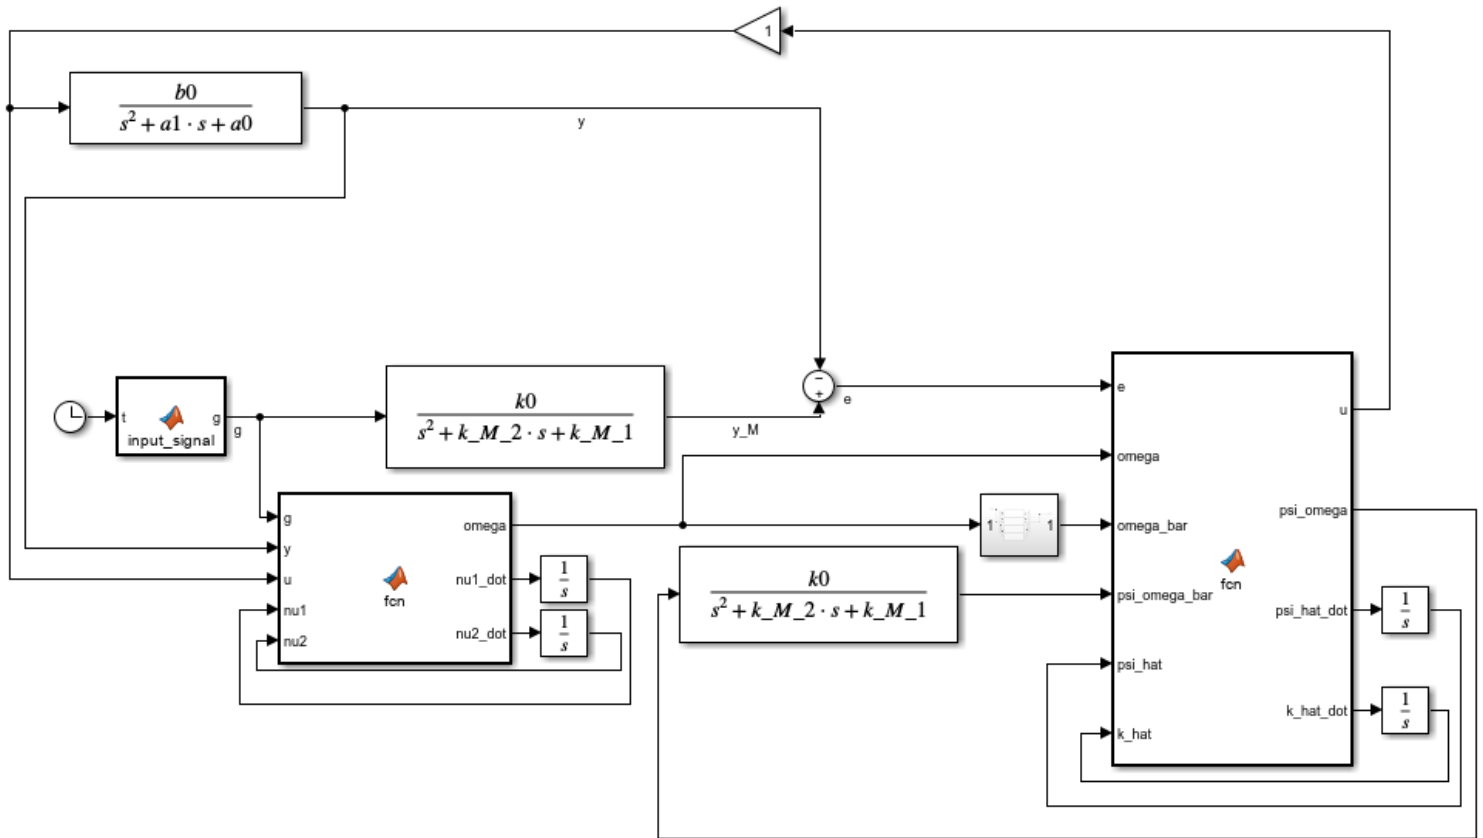 1
b0
s² + a1 · s + a0
y
t
g
input_signal
g
k0
s² + k_M_2 · s + k_M_1
y_M
−
+
e
g
y
u
nu1
nu2
fcn
omega
nu1_dot
nu2_dot
1
s
1
s
k0
s² + k_M_2 · s + k_M_1
1
1
e
omega
omega_bar
psi_omega_bar
psi_hat
k_hat
fcn
u
psi_omega
psi_hat_dot
k_hat_dot
1
s
1
s